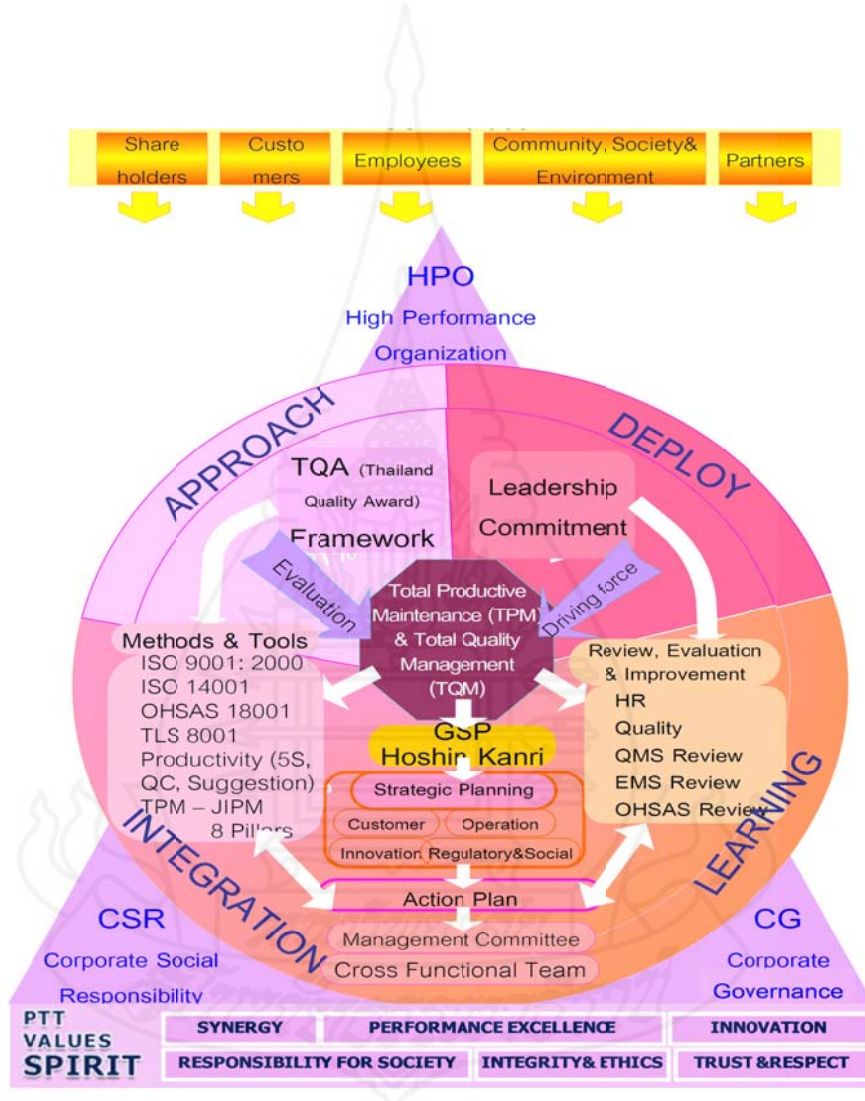 Share
holders
Custo
mers
Employees
Community, Society&
Environment
Partners
HPO
High Performance
Organization
APPROACH
DEPLOY
TQA (Thailand
Quality Award)
Framework
Leadership
Commitment
Evaluation
Driving force
Total Productive
Maintenance (TPM)
& Total Quality
Management
(TQM)
Methods & Tools
ISO 9001: 2000
ISO 14001
OHSAS 18001
TLS 8001
Productivity (5S,
QC, Suggestion)
TPM – JIPM
8 Pillars
Review, Evaluation
& Improvement
HR
Quality
QMS Review
EMS Review
OHSAS Review
GSP
Hoshin Kanri
Strategic Planning
Customer
Operation
Innovation
Regulatory&Social
Action Plan
Management Committee
Cross Functional Team
INTEGRATION
LEARNING
CSR
Corporate Social
Responsibility
CG
Corporate
Governance
PTT
VALUES
SPIRIT
SYNERGY
PERFORMANCE EXCELLENCE
INNOVATION
RESPONSIBILITY FOR SOCIETY
INTEGRITY& ETHICS
TRUST &RESPECT